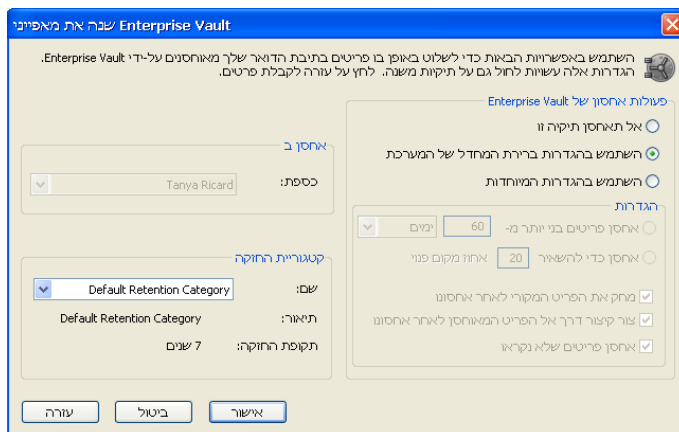 שנה את מאפייני Enterprise Vault
השתמש באפשרויות הבאות כדי לשלוט באופן בו פריטים בתיבת הדואר שלך מאוחסנים על-ידי Enterprise Vault.
הגדרות אלה עשויות לחול גם על תיקיות משנה. לחץ על עזרה לקבלת פרטים.
פעולות אחסון של Enterprise Vault
אל תאחסן תיקיה זו
השתמש בהגדרות ברירת המחדל של המערכת
השתמש בהגדרות המיוחדות
הגדרות
אחסן פריטים בני יותר מ- 60 ימים
אחסן כדי להשאיר 20 אחוז מקום פנוי
מחק את הפריט המקורי לאחר אחסונו
צור קיצור דרך אל הפריט המאוחסן לאחר אחסונו
אחסן פריטים שלא נקראו
אחסן ב
כספת: Tanya Ricard
קטגוריית החזקה
שם: Default Retention Category
תיאור: Default Retention Category
תקופת החזקה: 7 שנים
אישור
ביטול
עזרה